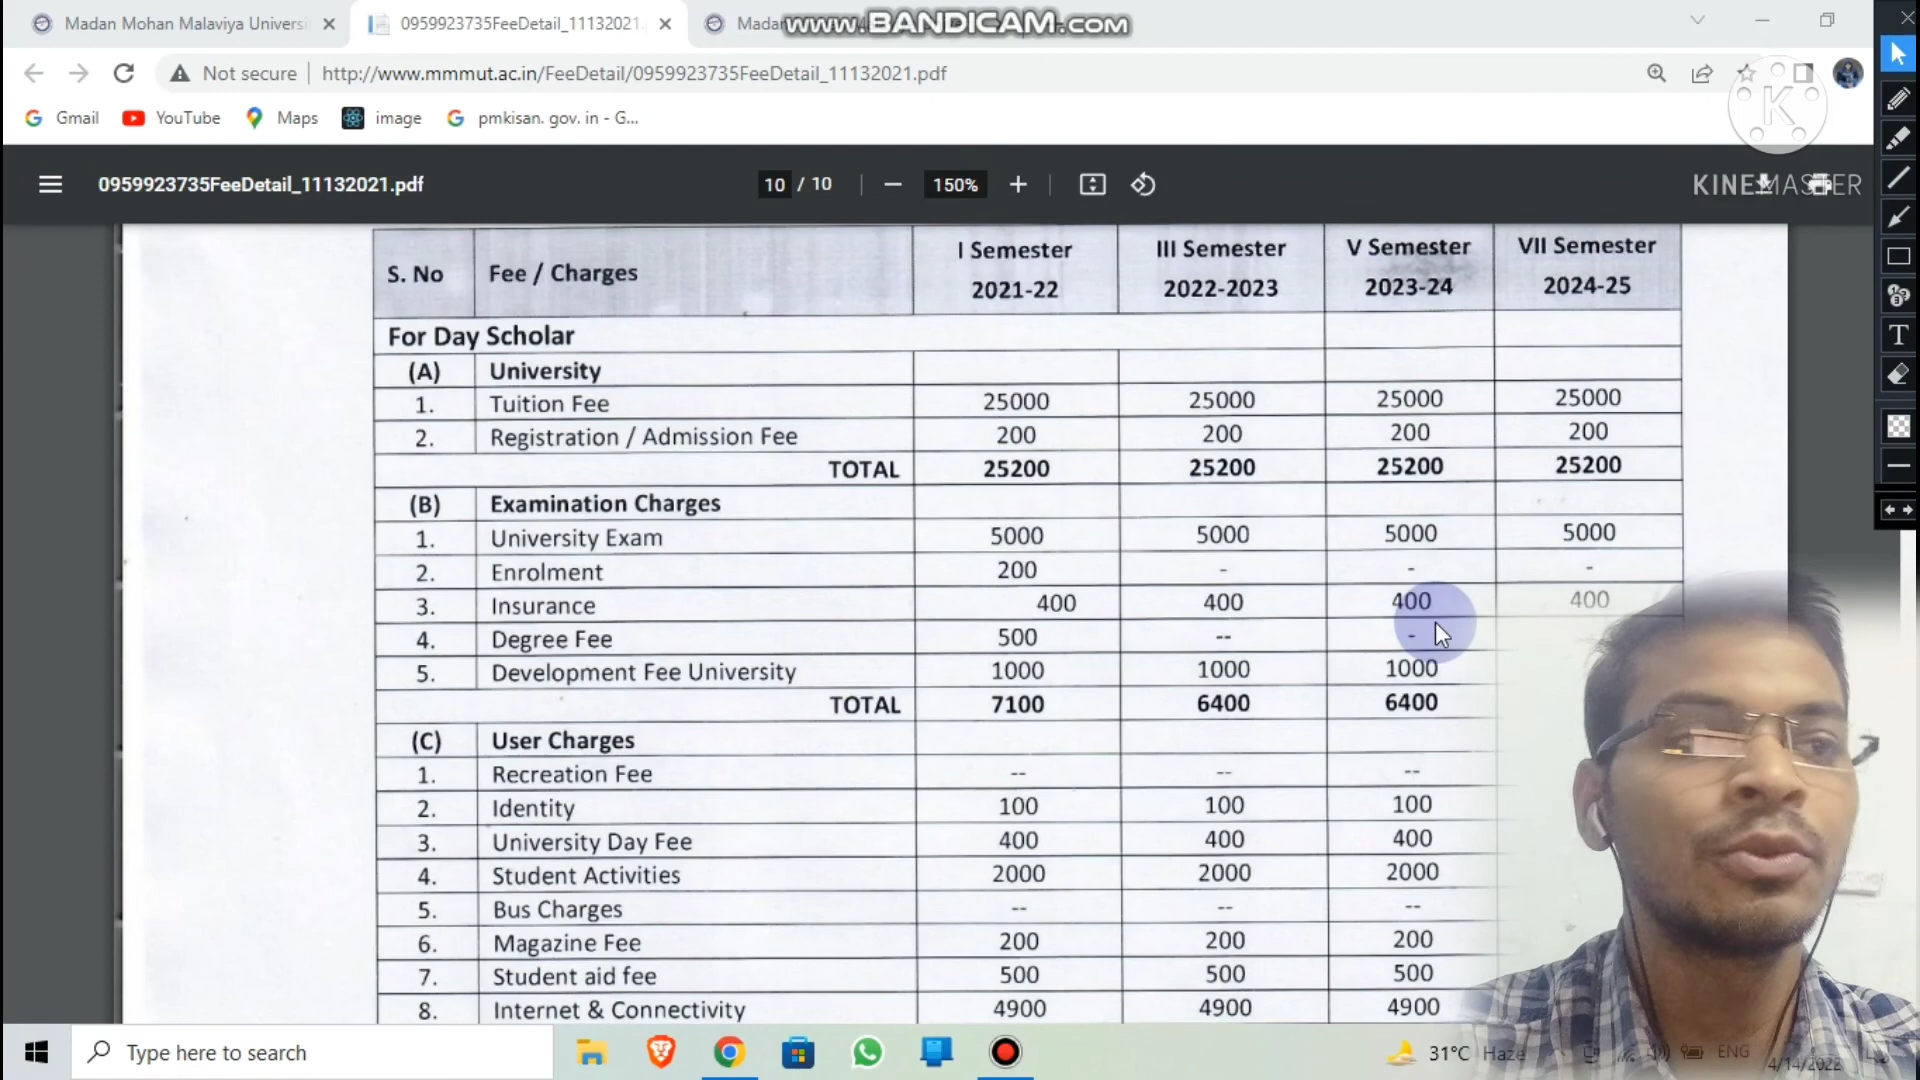 Madan Mohan Malaviya Universi
0959923735FeeDetail_11132021.
Mada
www.BANDICAM.com
Not secure
http://www.mmmut.ac.in/FeeDetail/0959923735FeeDetail_11132021.pdf
Gmail
YouTube
Maps
image
pmkisan. gov. in - G...
K
0959923735FeeDetail_11132021.pdf
10 / 10
150%
KINEMASTER
S. No Fee / Charges I Semester 2021-22 III Semester 2022-2023 V Semester 2023-24 VII Semester 2024-25
For Day Scholar
(A) University
1. Tuition Fee 25000 25000 25000 25000
2. Registration / Admission Fee 200 200 200 200
TOTAL 25200 25200 25200 25200
(B) Examination Charges
1. University Exam 5000 5000 5000 5000
2. Enrolment 200 - - -
3. Insurance 400 400 400 400
4. Degree Fee 500 -- -
5. Development Fee University 1000 1000 1000
TOTAL 7100 6400 6400
(C) User Charges
1. Recreation Fee -- -- --
2. Identity 100 100 100
3. University Day Fee 400 400 400
4. Student Activities 2000 2000 2000
5. Bus Charges -- -- --
6. Magazine Fee 200 200 200
7. Student aid fee 500 500 500
8. Internet & Connectivity 4900 4900 4900
Type here to search
31°C Haze
ENG
4/14/2022